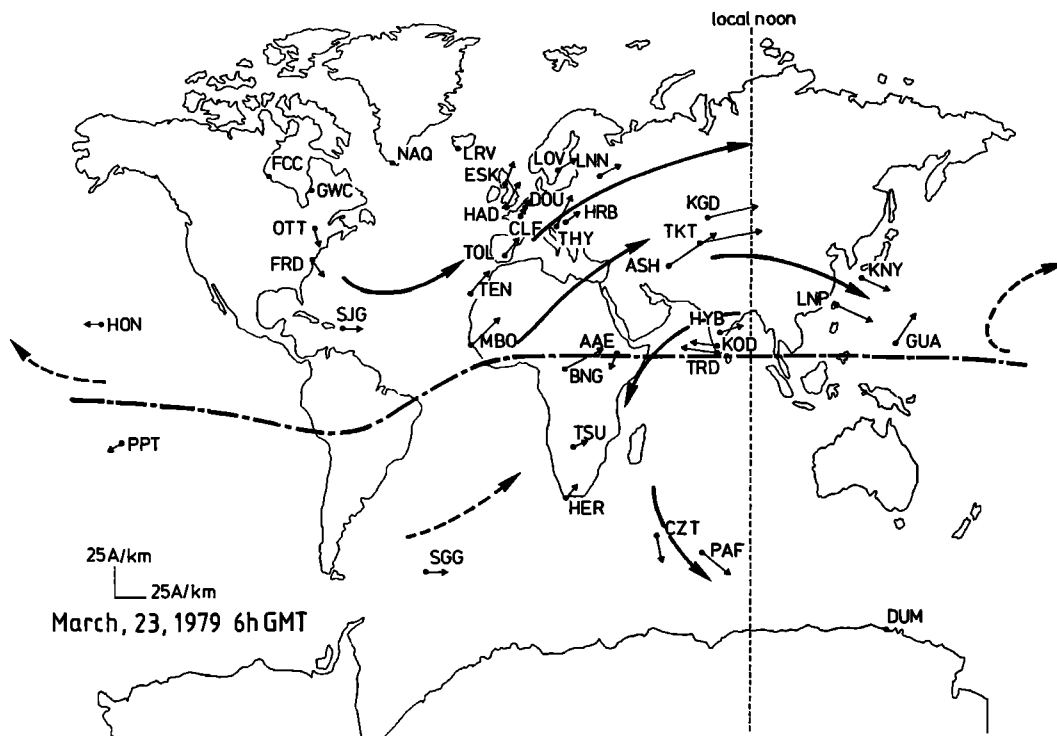 local noon
NAQ
LRV
LOV LNN
FCC
ESK
GWC
DOU
HAD
HRB
KGD
OTT
CLF
THY
TKT
TOL
FRD
ASH
KNY
TEN
LNP
SJG
HYB
HON
MBO
AAE
KOD
GUA
BNG
TRD
PPT
TSU
HER
CZT
25A/km
SGG
PAF
25A/km
March, 23, 1979 6h GMT
DUM